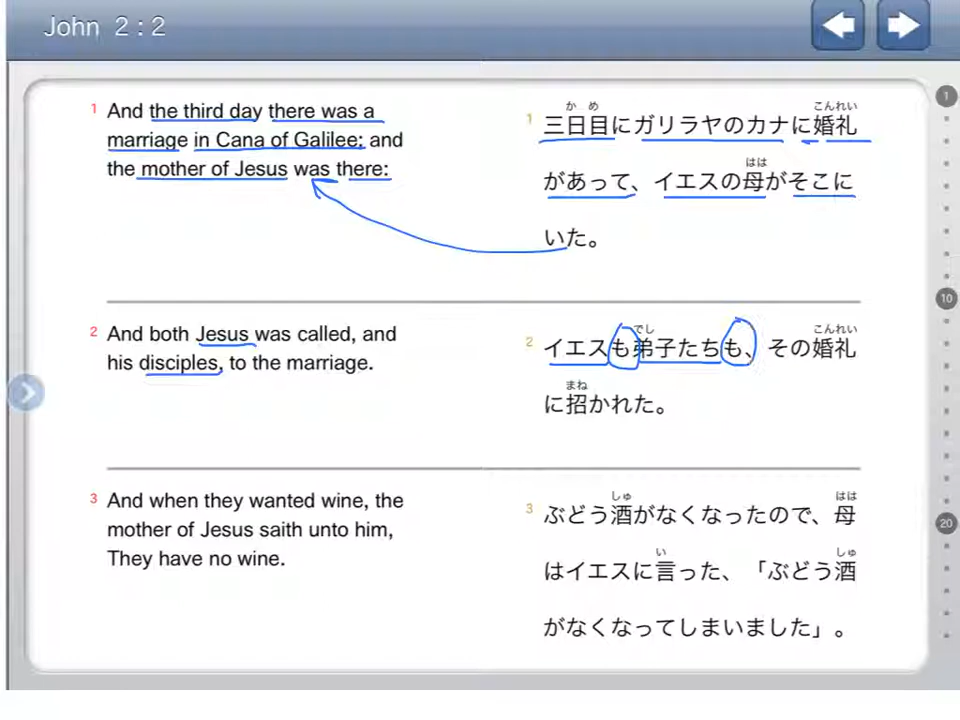 John 2:2
1 And the third day there was a
marriage in Cana of Galilee; and
the mother of Jesus was there:
か め こんれい
1 三日目にガリラヤのカナに婚礼
はは
があって、イエスの母がそこに
いた。
2 And both Jesus was called, and
his disciples, to the marriage.
でし こんれい
2 イエスも弟子たちも、その婚礼
まね
に招かれた。
3 And when they wanted wine, the
mother of Jesus saith unto him,
They have no wine.
しゅ はは
3 ぶどう酒がなくなったので、母
い しゅ
はイエスに言った、「ぶどう酒
がなくなってしまいました」。
1
10
20